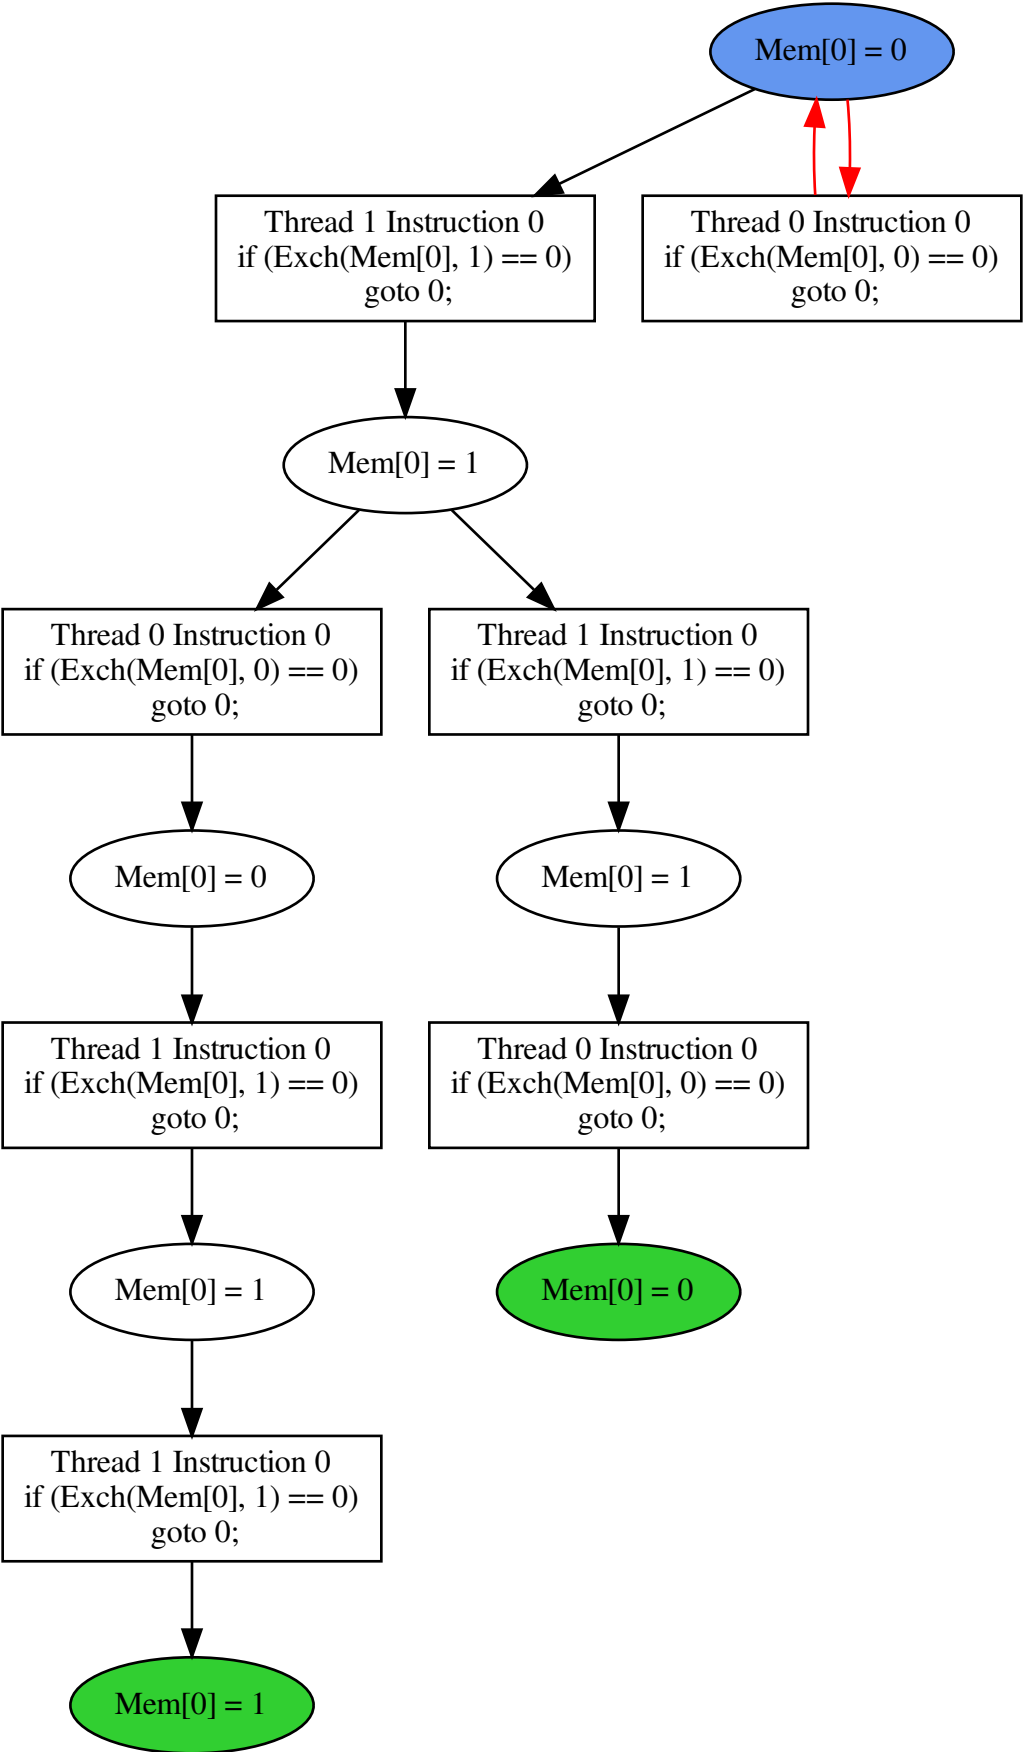 Mem[0] = 0
Thread 1 Instruction 0
if (Exch(Mem[0], 1) == 0)
goto 0;
Thread 0 Instruction 0
if (Exch(Mem[0], 0) == 0)
goto 0;
Mem[0] = 1
Thread 0 Instruction 0
if (Exch(Mem[0], 0) == 0)
goto 0;
Thread 1 Instruction 0
if (Exch(Mem[0], 1) == 0)
goto 0;
Mem[0] = 0
Mem[0] = 1
Thread 1 Instruction 0
if (Exch(Mem[0], 1) == 0)
goto 0;
Thread 0 Instruction 0
if (Exch(Mem[0], 0) == 0)
goto 0;
Mem[0] = 1
Mem[0] = 0
Thread 1 Instruction 0
if (Exch(Mem[0], 1) == 0)
goto 0;
Mem[0] = 1